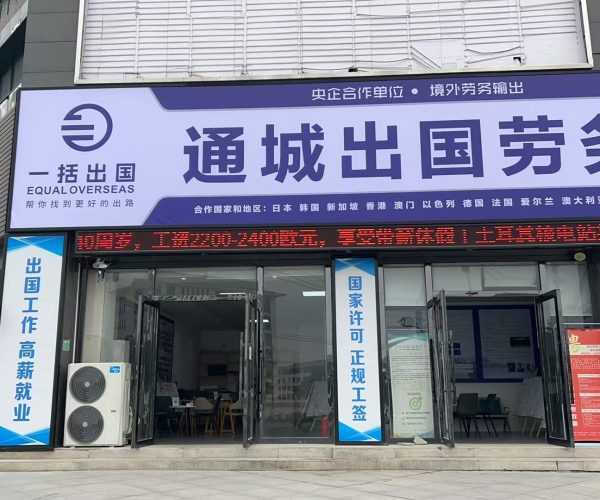 央企合作单位 · 境外劳务输出
一括出国
EQUAL OVERSEAS
帮你找到更好的出路
通城出国劳务
合作国家和地区：日本 韩国 新加坡 香港 澳门 以色列 德国 法国 爱尔兰 澳大利
40周岁，工资2200-2400欧元，享受带薪休假！土耳其核电站
出国工作 高薪就业
国家许可 正规工签
聘